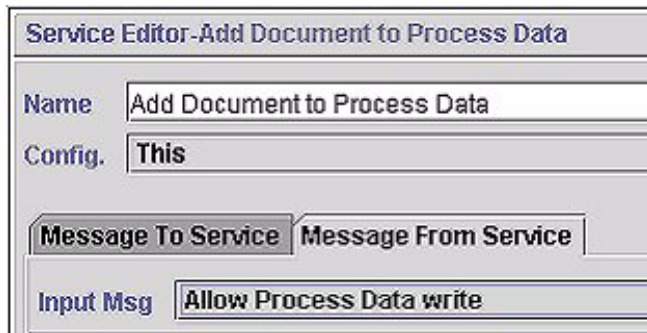 Service Editor-Add Document to Process Data
Name Add Document to Process Data
Config. This
Message To Service Message From Service
Input Msg Allow Process Data write